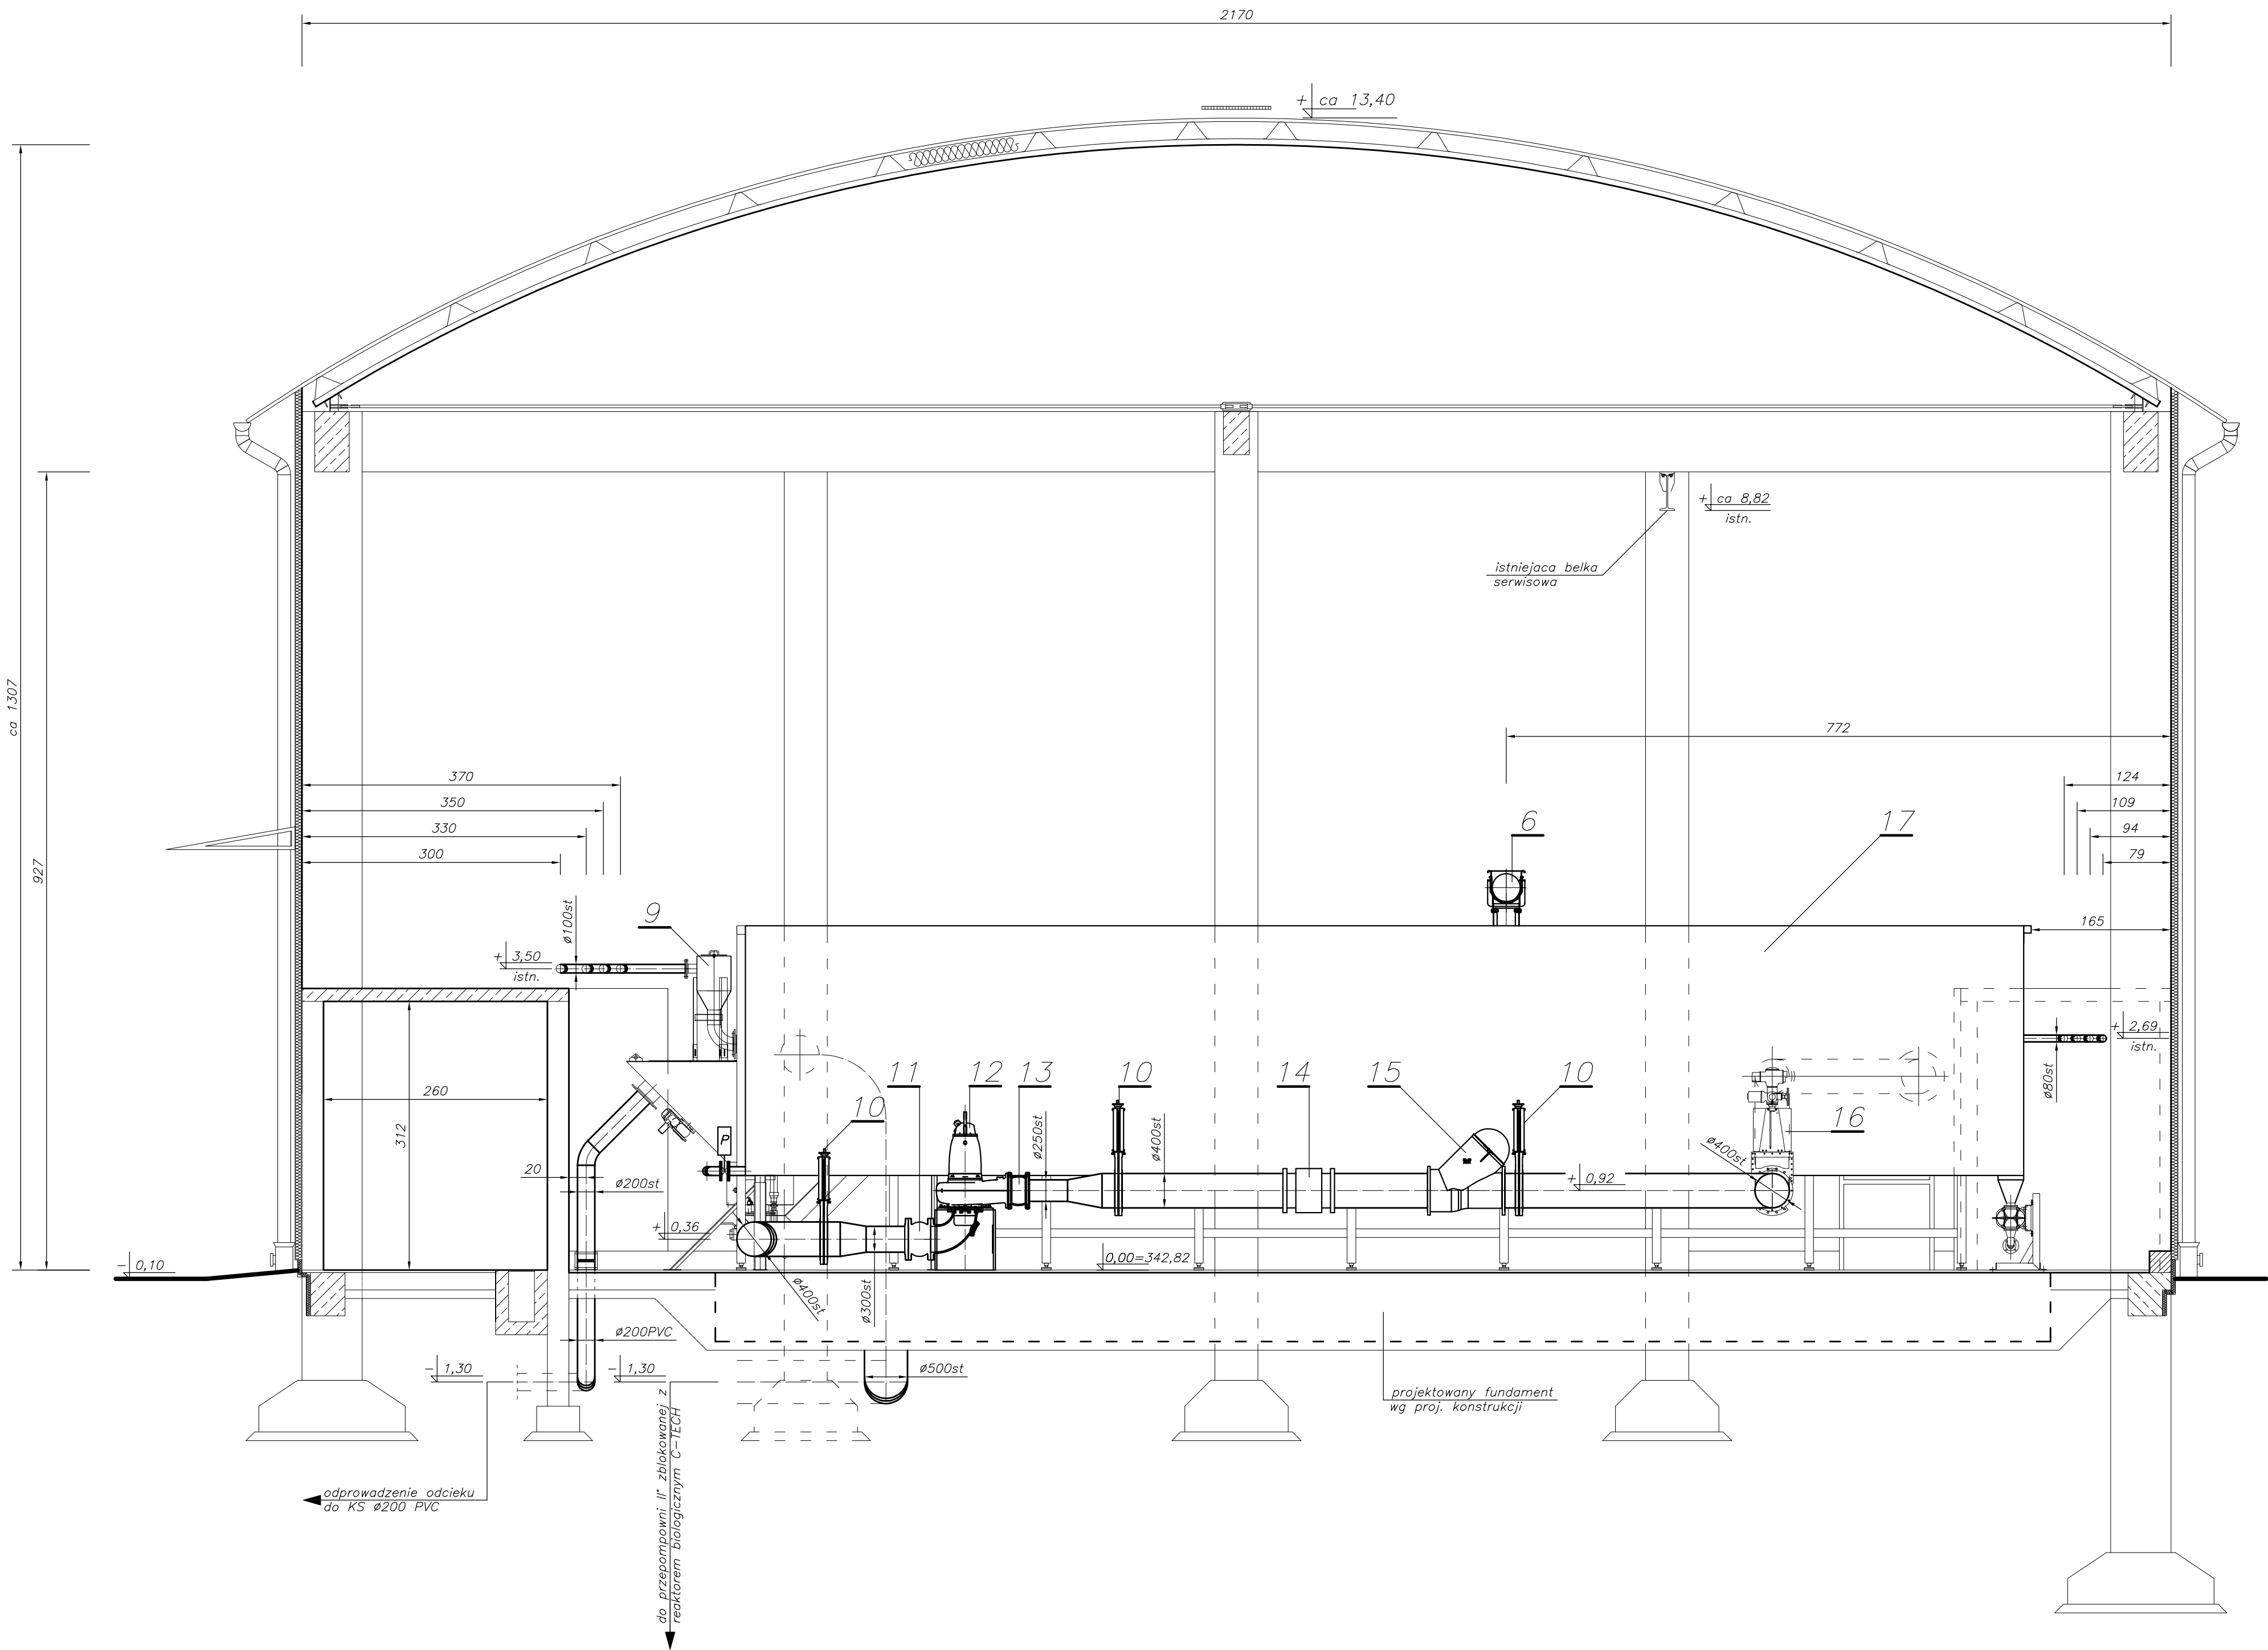 2170
+ ca 13,40
+ ca 8,82
istn.
istniejaca belka
serwisowa
ca 1307
927
772
370
350
330
300
124
109
94
79
165
6
17
9
ø100st
+ 3,50
istn.
+ 2,69
istn.
ø80st
260
312
20
ø200st
P
10
11
12
13
10
14
15
10
16
ø250st
ø400st
ø400st
+ 0,92
+ 0,36
0,00=342,82
- 0,10
ø400st
ø300st
ø200PVC
- 1,30
- 1,30
ø500st
projektowany fundament
wg proj. konstrukcji
odprowadzenie odcieku
do KS ø200 PVC
do przepompowni II° zblokowanej z
reaktorem biologicznym C-TECH